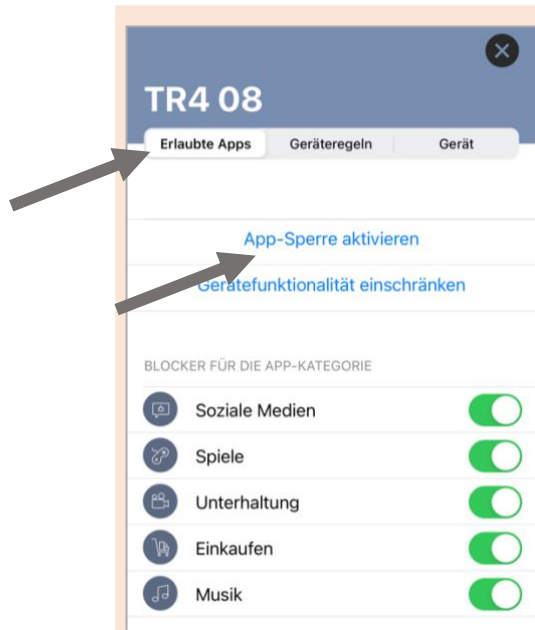 TR4 08
Erlaubte Apps Geräteregeln Gerät
App-Sperre aktivieren
Gerätefunktionalität einschränken
BLOCKER FÜR DIE APP-KATEGORIE
Soziale Medien
Spiele
Unterhaltung
Einkaufen
Musik